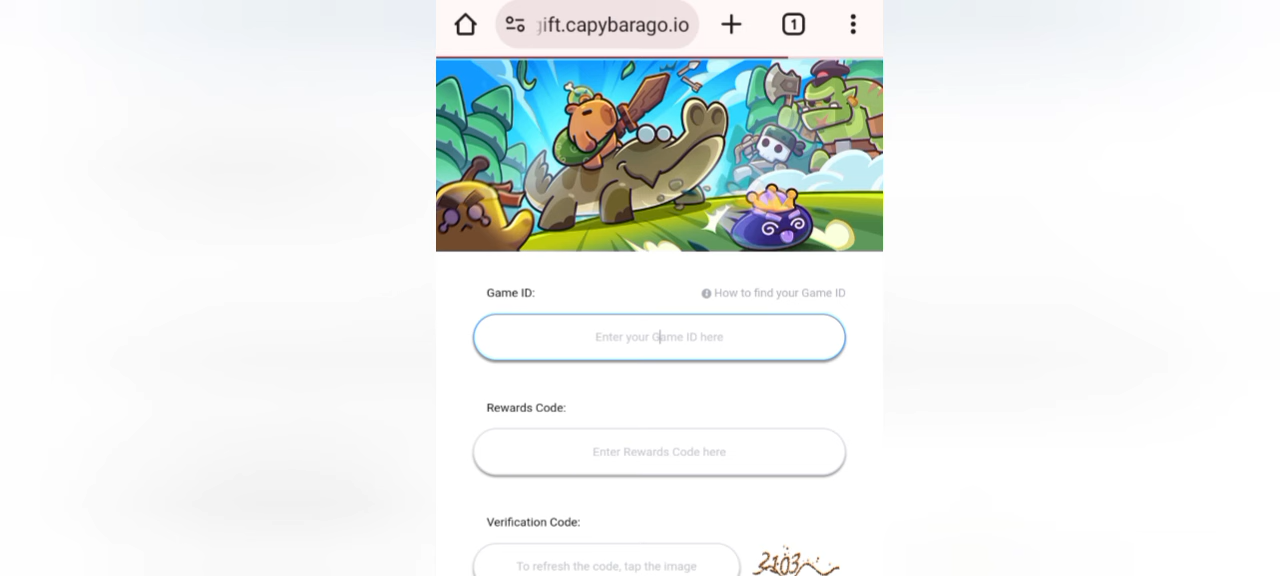 gift.capybarago.io
1
Game ID:
How to find your Game ID
Enter your Game ID here
Rewards Code:
Enter Rewards Code here
Verification Code:
To refresh the code, tap the image
2103